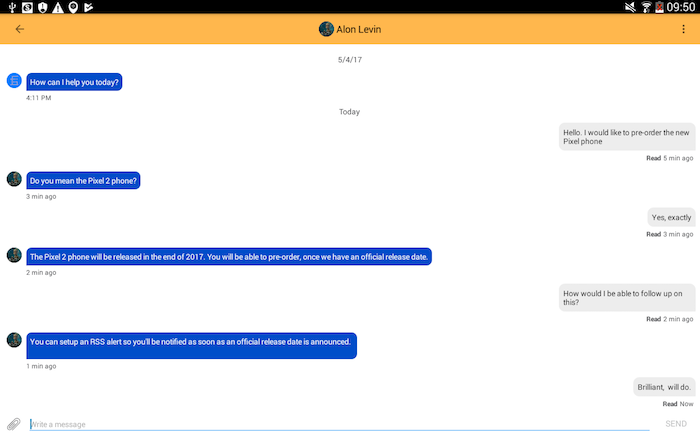 09:50
Alon Levin
5/4/17
How can I help you today?
4:11 PM
Today
Hello. I would like to pre-order the new
Pixel phone
Read 5 min ago
Do you mean the Pixel 2 phone?
3 min ago
Yes, exactly
Read 3 min ago
The Pixel 2 phone will be released in the end of 2017. You will be able to pre-order, once we have an official release date.
2 min ago
How would I be able to follow up on
this?
Read 2 min ago
You can setup an RSS alert so you'll be notified as soon as an official release date is announced.
1 min ago
Brilliant, will do.
Read Now
Write a message
SEND